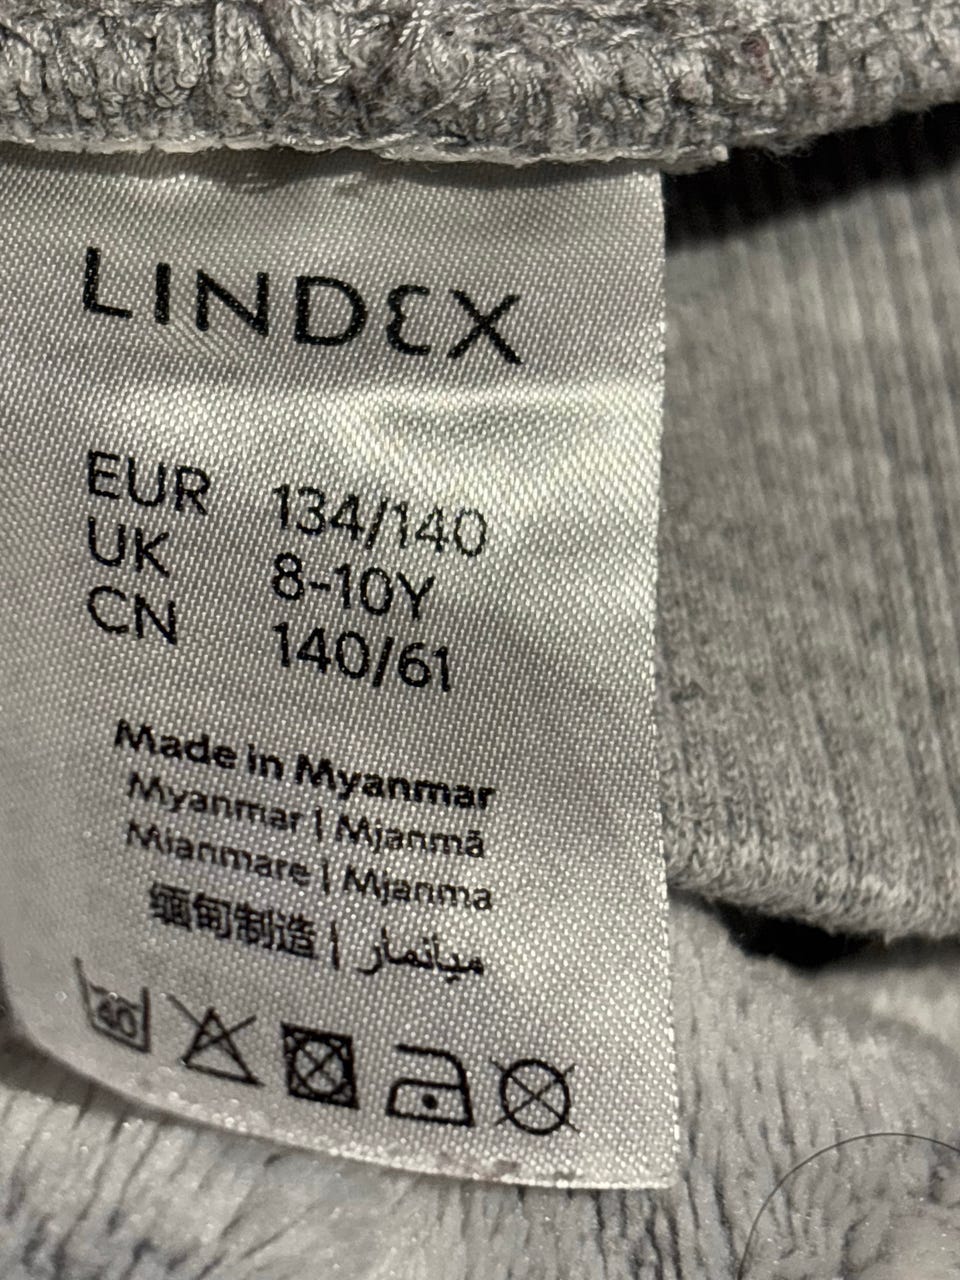 LINDEX
EUR 134/140
UK 8-10Y
CN 140/61
Made in Myanmar
Myanmar | Mjanmā
Mianmare | Mjanma
缅甸制造 | ميانمار
40